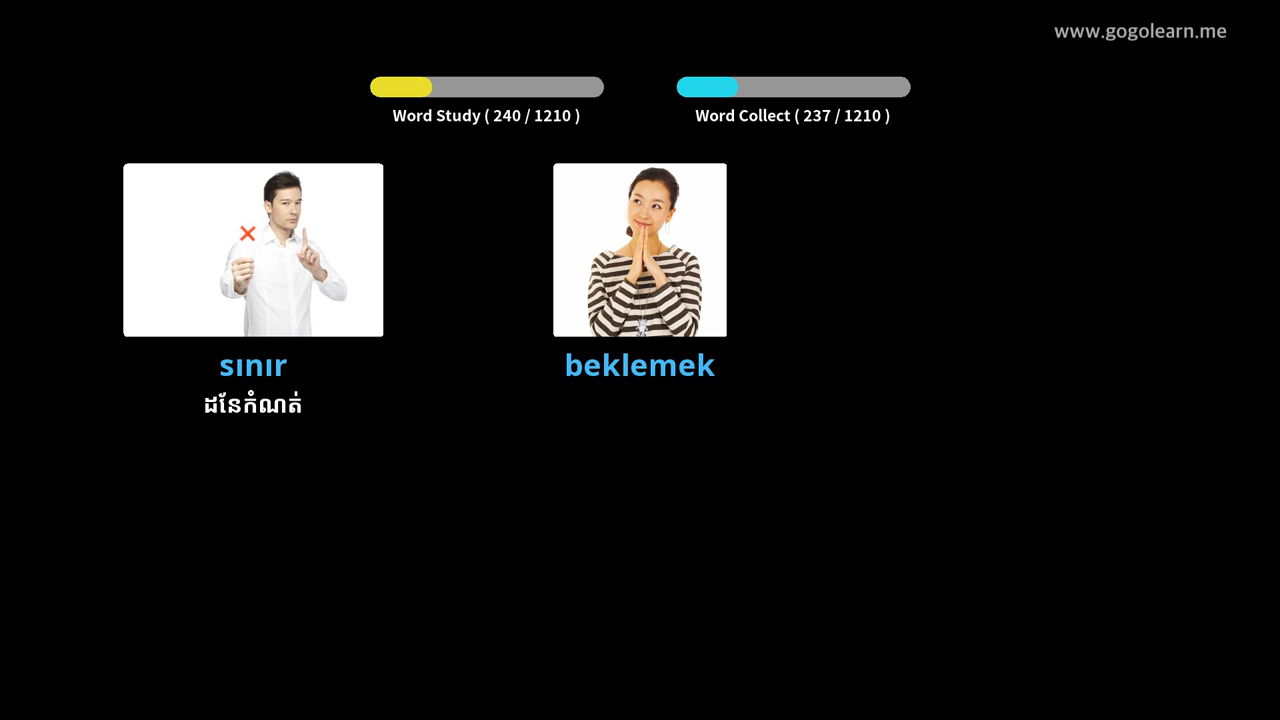 www.gogolearn.me
Word Study ( 240 / 1210 )
Word Collect ( 237 / 1210 )
sınır
ដែនកំណត់
beklemek